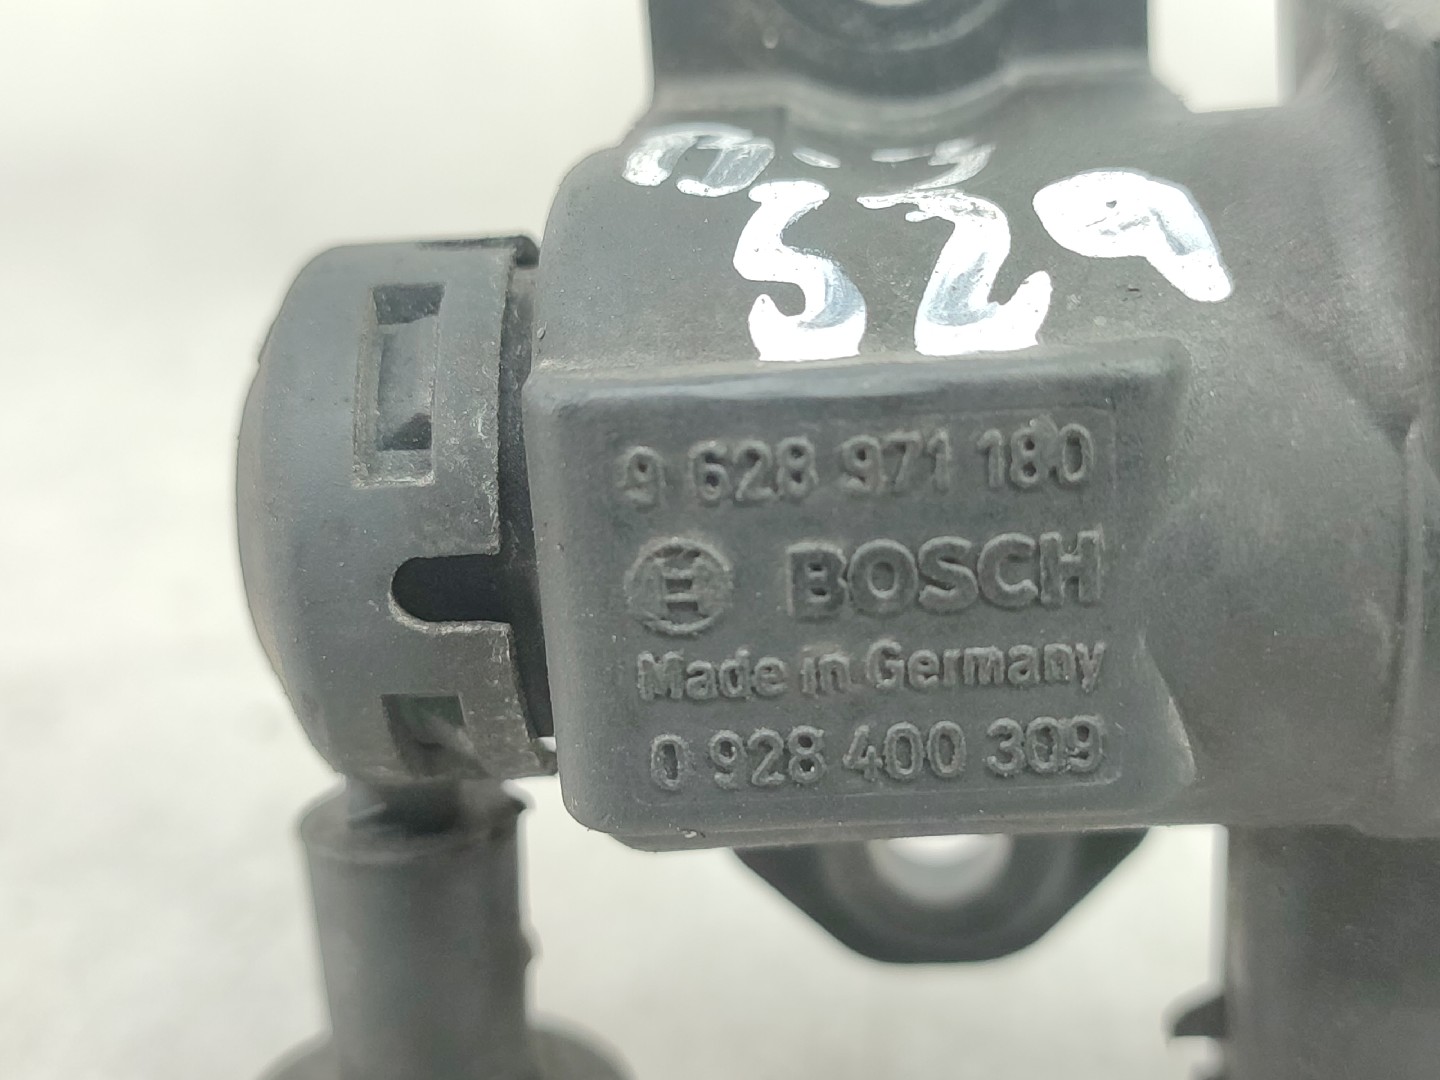 529
9 628 971 180
BOSCH
Made in Germany
0 928 400 309